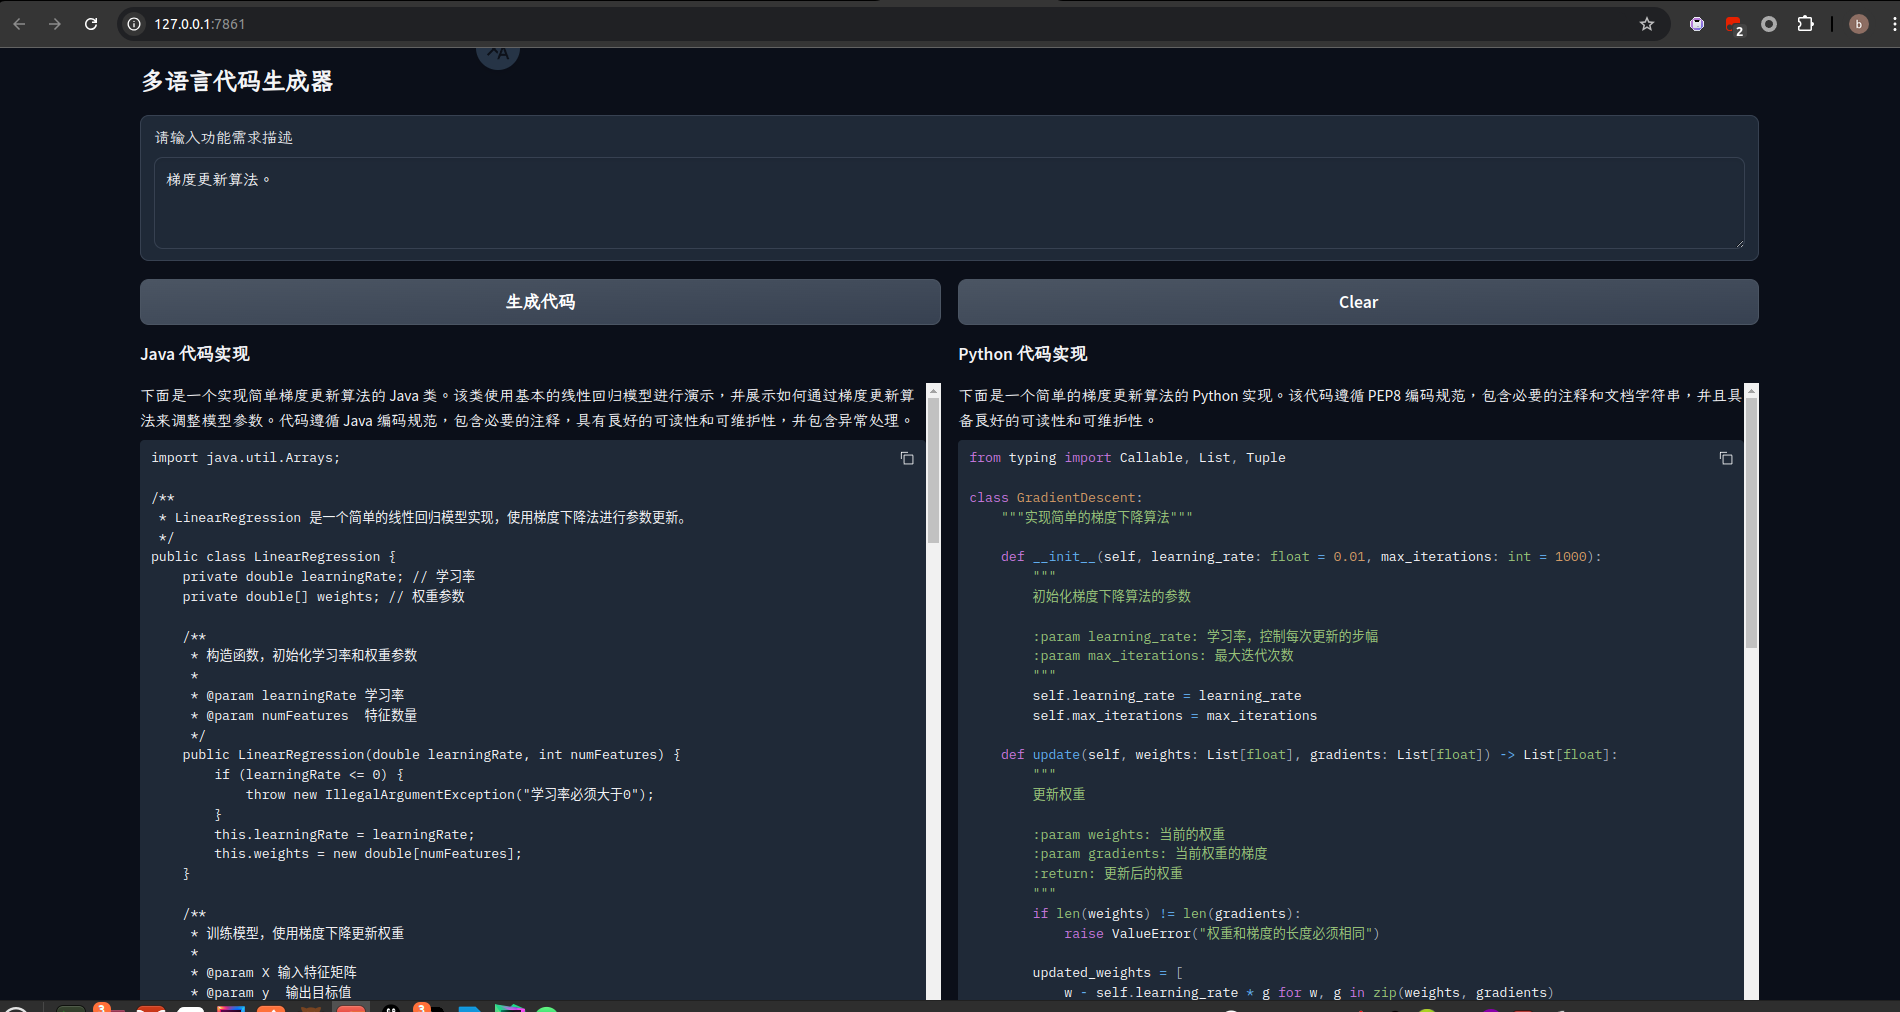 127.0.0.1:7861
2
b
多语言代码生成器
请输入功能需求描述
梯度更新算法。
生成代码
Clear
Java 代码实现
下面是一个实现简单梯度更新算法的 Java 类。该类使用基本的线性回归模型进行演示，并展示如何通过梯度更新算
法来调整模型参数。代码遵循 Java 编码规范，包含必要的注释，具有良好的可读性和可维护性，并包含异常处理。
import java.util.Arrays;
/**
 * LinearRegression 是一个简单的线性回归模型实现，使用梯度下降法进行参数更新。
 */
public class LinearRegression {
    private double learningRate; // 学习率
    private double[] weights; // 权重参数
    /**
     * 构造函数，初始化学习率和权重参数
     *
     * @param learningRate 学习率
     * @param numFeatures  特征数量
     */
    public LinearRegression(double learningRate, int numFeatures) {
        if (learningRate <= 0) {
            throw new IllegalArgumentException("学习率必须大于0");
        }
        this.learningRate = learningRate;
        this.weights = new double[numFeatures];
    }
    /**
     * 训练模型，使用梯度下降更新权重
     *
     * @param X 输入特征矩阵
     * @param y  输出目标值
Python 代码实现
下面是一个简单的梯度更新算法的 Python 实现。该代码遵循 PEP8 编码规范，包含必要的注释和文档字符串，并且具
备良好的可读性和可维护性。
from typing import Callable, List, Tuple
class GradientDescent:
    """实现简单的梯度下降算法"""
    def __init__(self, learning_rate: float = 0.01, max_iterations: int = 1000):
        """
        初始化梯度下降算法的参数
        :param learning_rate: 学习率，控制每次更新的步幅
        :param max_iterations: 最大迭代次数
        """
        self.learning_rate = learning_rate
        self.max_iterations = max_iterations
    def update(self, weights: List[float], gradients: List[float]) -> List[float]:
        """
        更新权重
        :param weights: 当前的权重
        :param gradients: 当前权重的梯度
        :return: 更新后的权重
        """
        if len(weights) != len(gradients):
            raise ValueError("权重和梯度的长度必须相同")
        updated_weights = [
            w - self.learning_rate * g for w, g in zip(weights, gradients)
3
3